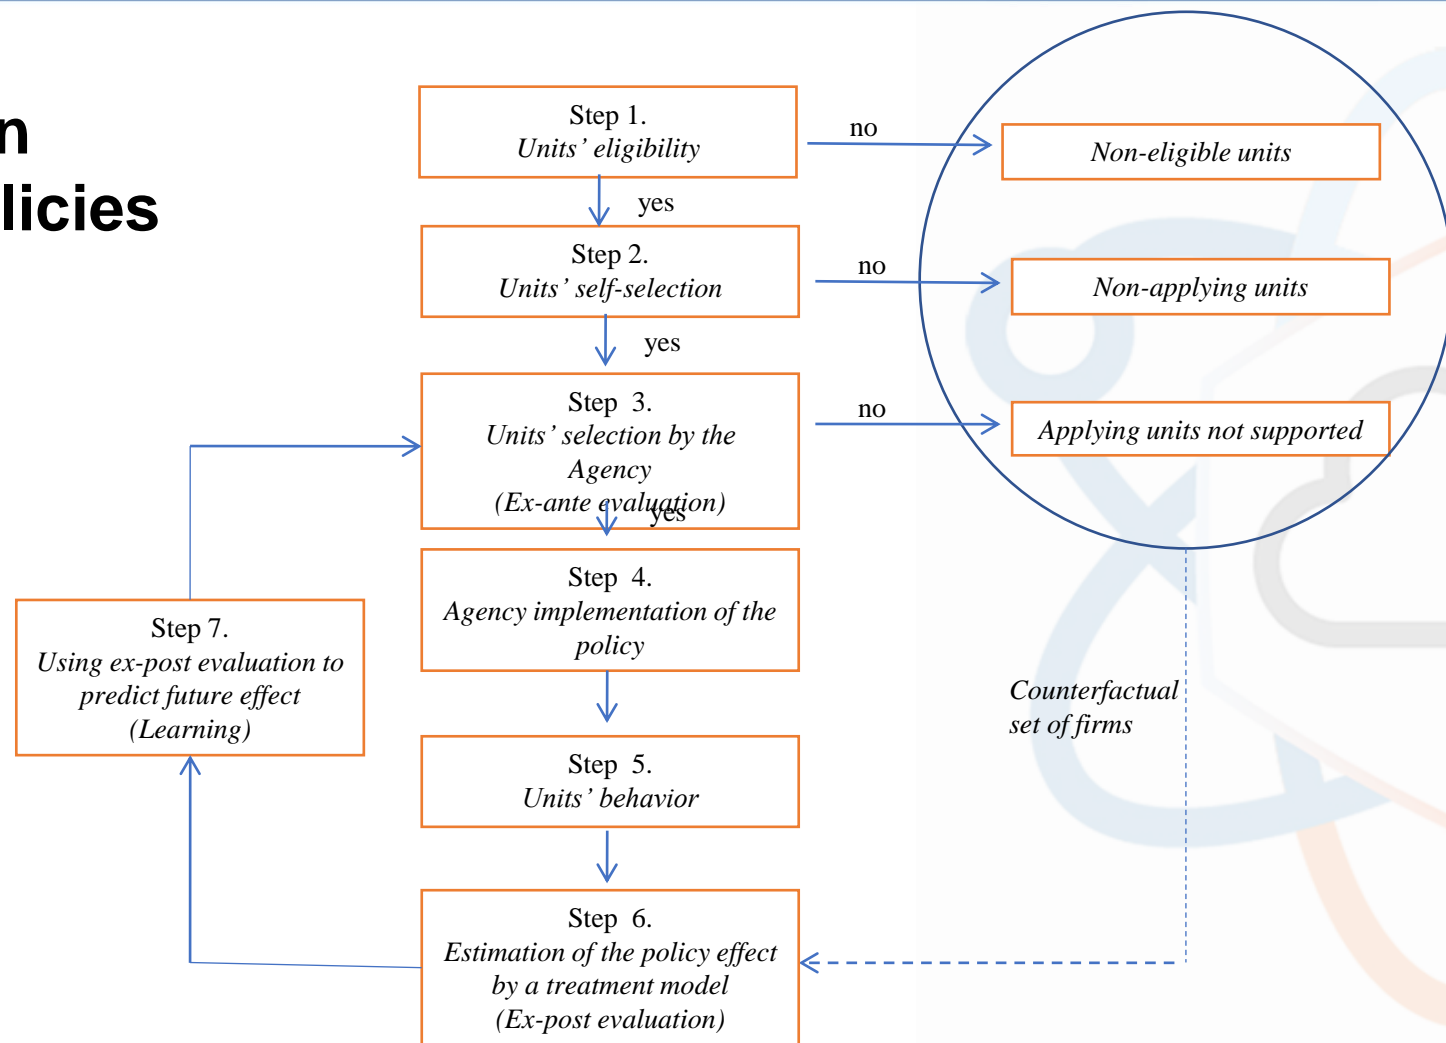 n
licies
Step 1.
Units' eligibility
no
Non-eligible units
yes
Step 2.
Units' self-selection
no
Non-applying units
yes
Step 3.
Units' selection by the
Agency
(Ex-ante evaluation)
no
Applying units not supported
yes
Step 4.
Agency implementation of the
policy
Step 7.
Using ex-post evaluation to
predict future effect
(Learning)
Counterfactual
set of firms
Step 5.
Units' behavior
Step 6.
Estimation of the policy effect
by a treatment model
(Ex-post evaluation)